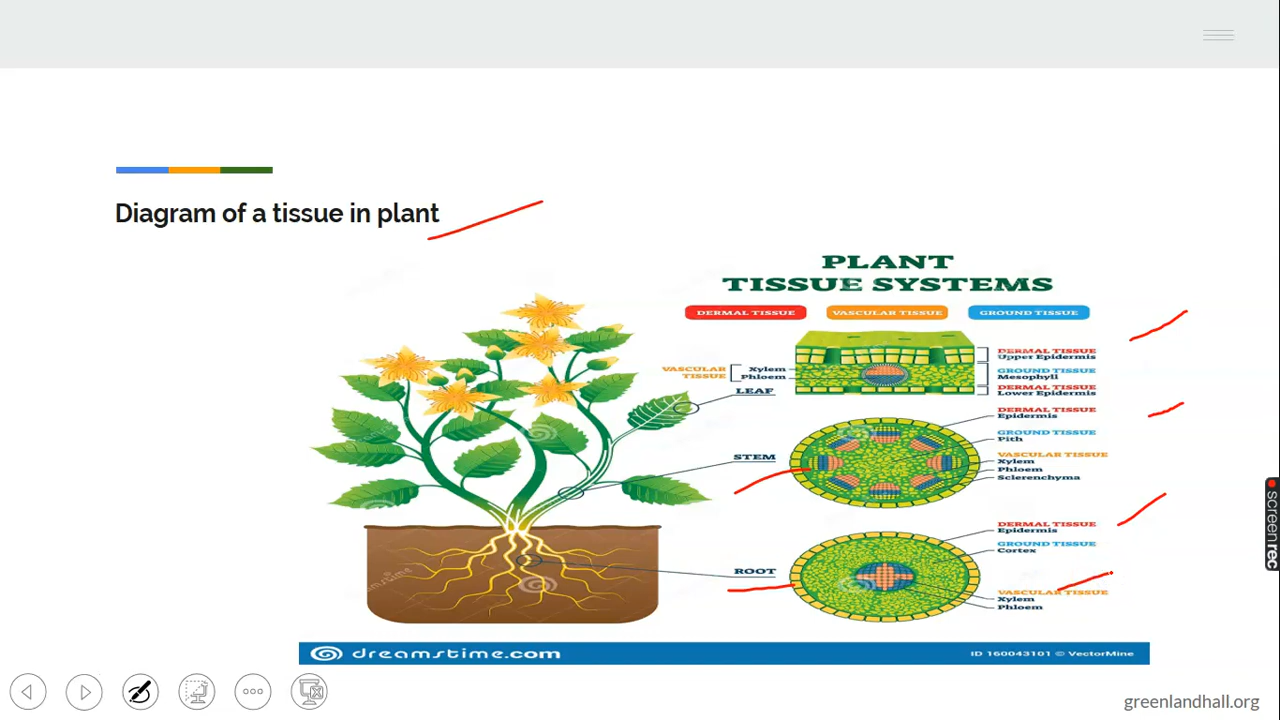 Diagram of a tissue in plant
PLANT
TISSUE SYSTEMS
DERMAL TISSUE
VASCULAR TISSUE
GROUND TISSUE
VASCULAR
TISSUE
Xylem
Phloem
LEAF
DERMAL TISSUE
Upper Epidermis
GROUND TISSUE
Mesophyll
DERMAL TISSUE
Lower Epidermis
STEM
DERMAL TISSUE
Epidermis
GROUND TISSUE
Pith
VASCULAR TISSUE
Xylem
Phloem
Sclerenchyma
ROOT
DERMAL TISSUE
Epidermis
GROUND TISSUE
Cortex
VASCULAR TISSUE
Xylem
Phloem
dreamstime.com
ID 160043101 © VectorMine
screenrec
greenlandhall.org